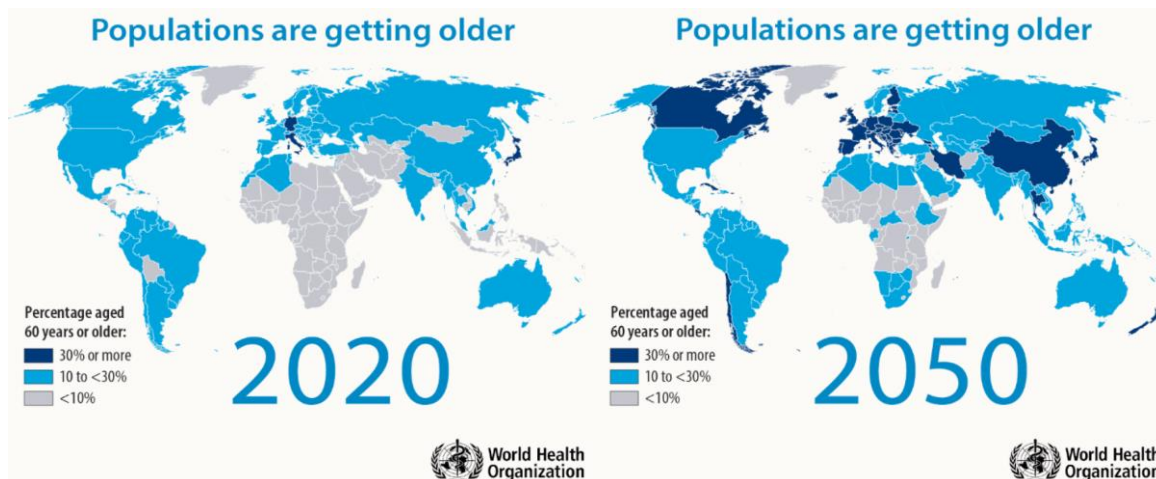 Populations are getting older
Percentage aged
60 years or older:
30% or more
10 to <30%
<10%
2020
World Health
Organization
Populations are getting older
Percentage aged
60 years or older:
30% or more
10 to <30%
<10%
2050
World Health
Organization